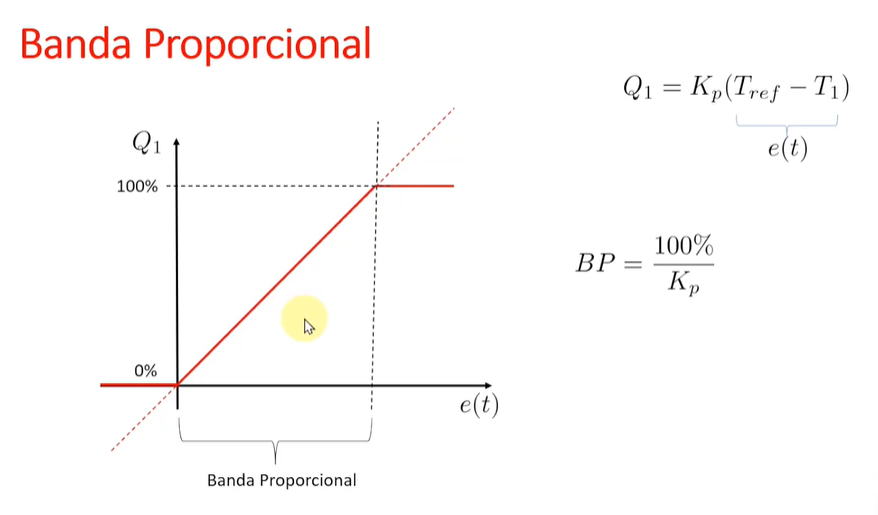 Banda Proporcional
Q₁ = Kₚ(T_ref − T₁)
e(t)
Q₁
100%
BP = 100% / Kₚ
0%
e(t)
Banda Proporcional